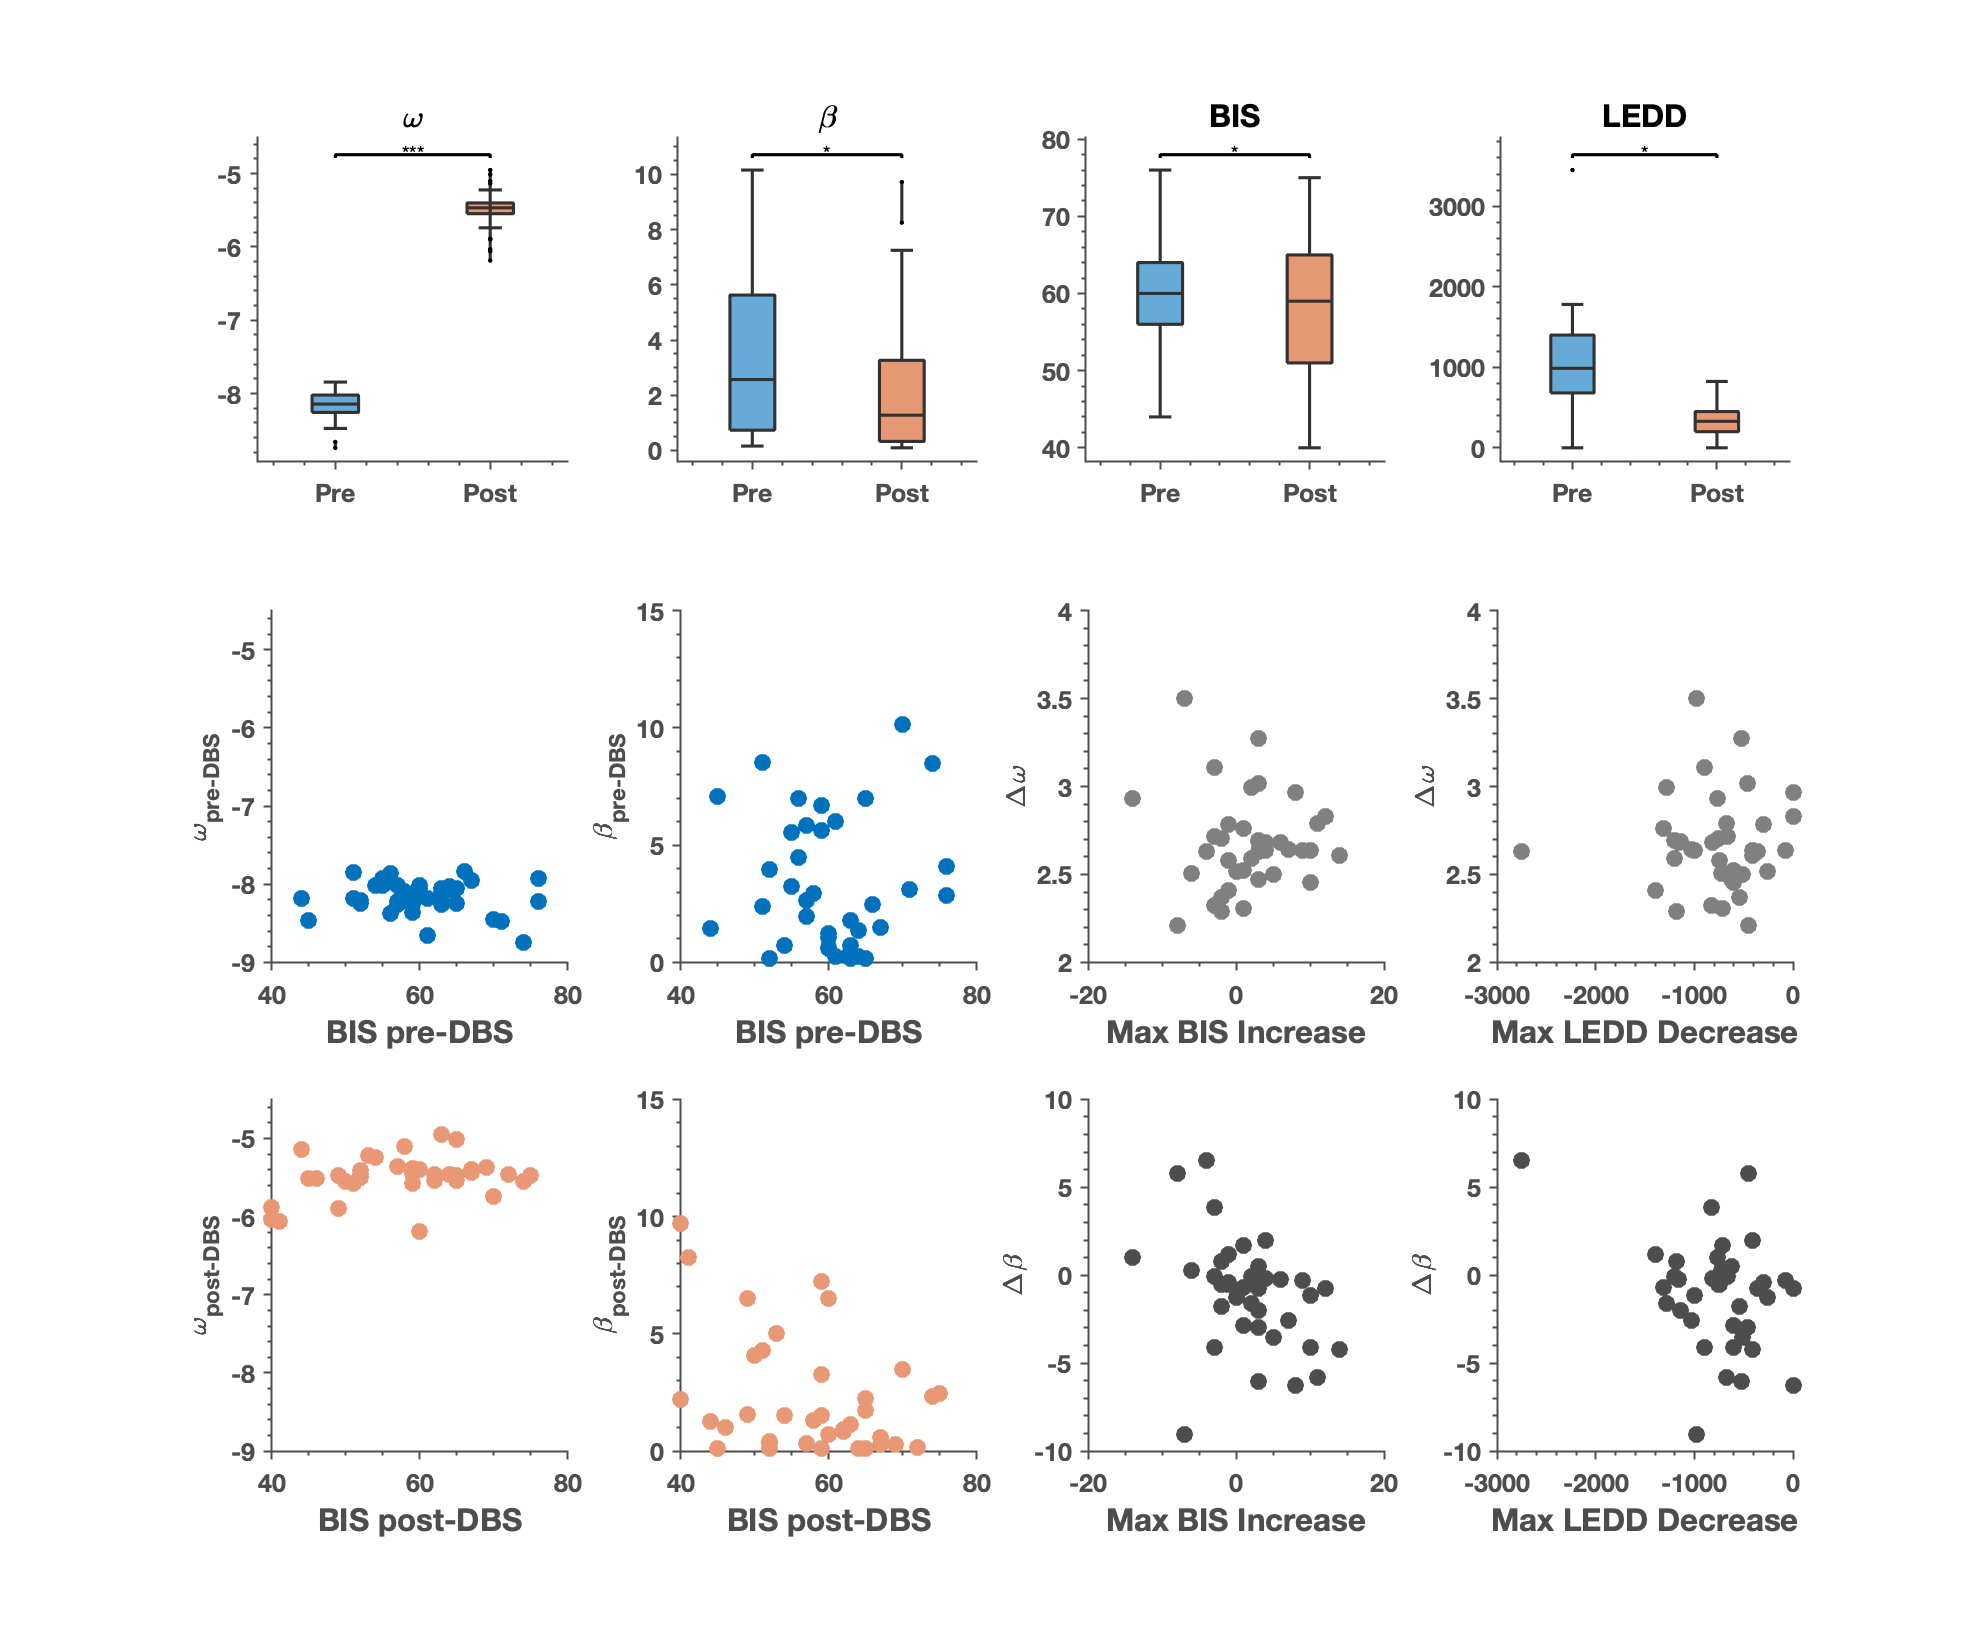 ω β BIS LEDD
*** * * *
-5 10 80 3000
-6 8 70 2000
-7 6 60 1000
-8 4 50 0
2 40
0
Pre Post Pre Post Pre Post Pre Post
ω pre-DBS
-5
-6
-7
-8
-9
40 60 80
BIS pre-DBS
β pre-DBS
15
10
5
0
40 60 80
BIS pre-DBS
Δω
4
3.5
3
2.5
2
-20 0 20
Max BIS Increase
Δω
4
3.5
3
2.5
2
-3000 -2000 -1000 0
Max LEDD Decrease
ω post-DBS
-5
-6
-7
-8
-9
40 60 80
BIS post-DBS
β post-DBS
15
10
5
0
40 60 80
BIS post-DBS
Δβ
10
5
0
-5
-10
-20 0 20
Max BIS Increase
Δβ
10
5
0
-5
-10
-3000 -2000 -1000 0
Max LEDD Decrease